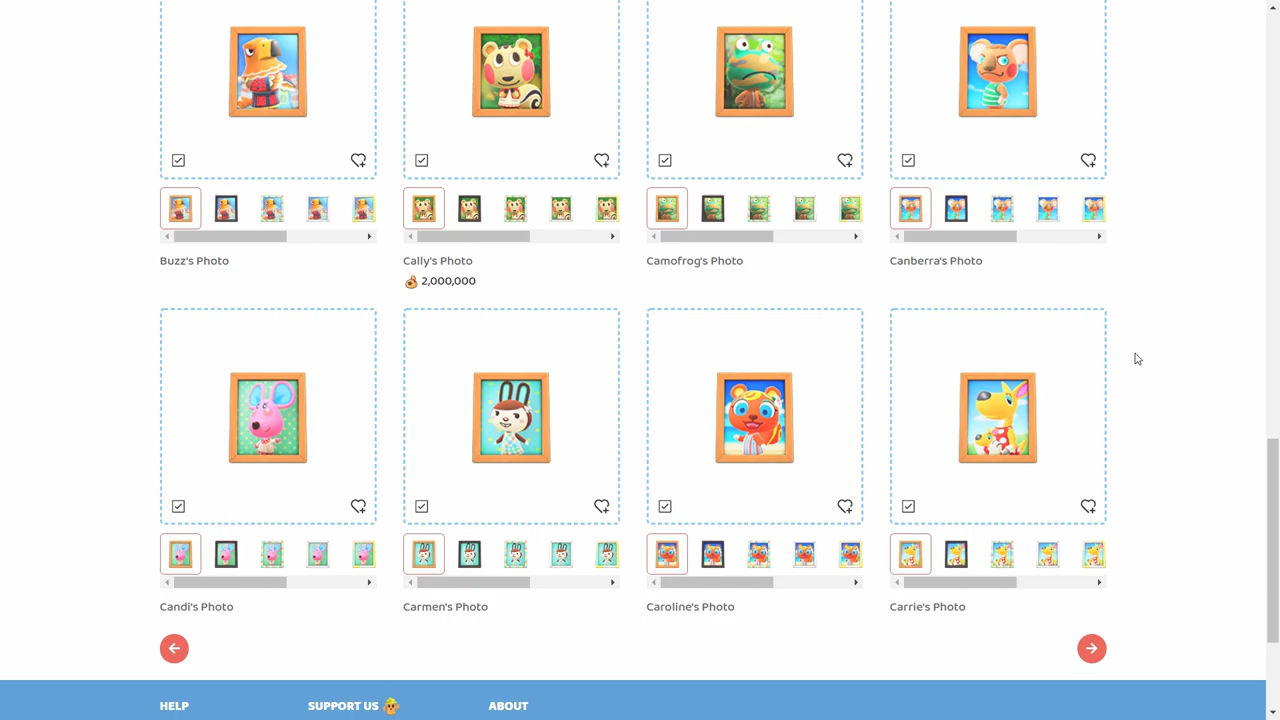 Buzz's Photo
Cally's Photo
Camofrog's Photo
Canberra's Photo
2,000,000
Candi's Photo
Carmen's Photo
Caroline's Photo
Carrie's Photo
HELP
SUPPORT US
ABOUT